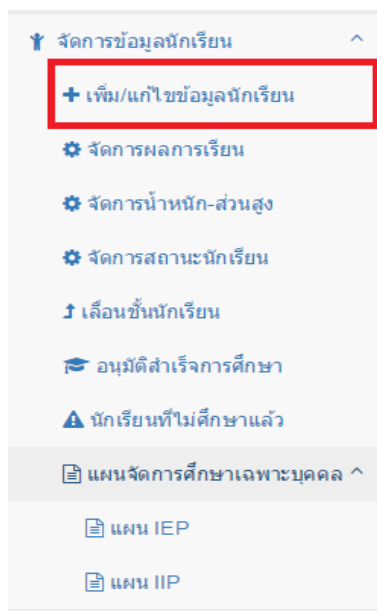 จัดการข้อมูลนักเรียน
เพิ่ม/แก้ไขข้อมูลนักเรียน
จัดการผลการเรียน
จัดการน้ำหนัก-ส่วนสูง
จัดการสถานะนักเรียน
เลื่อนชั้นนักเรียน
อนุมัติสำเร็จการศึกษา
นักเรียนที่ไม่ศึกษาแล้ว
แผนจัดการศึกษาเฉพาะบุคคล
แผน IEP
แผน IIP